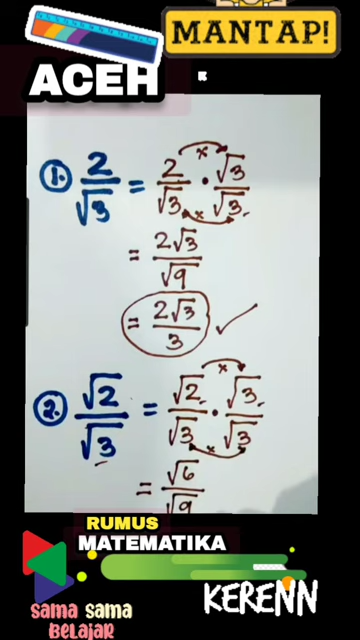 MANTAP!
ACEH
1. 2/√3 = 2/√3 · √3/√3
= 2√3/√9
= 2√3/3 ✓
2. √2/√3 = √2/√3 · √3/√3
= √6/√9
RUMUS
MATEMATIKA
KERENN
sama sama
BelaJar